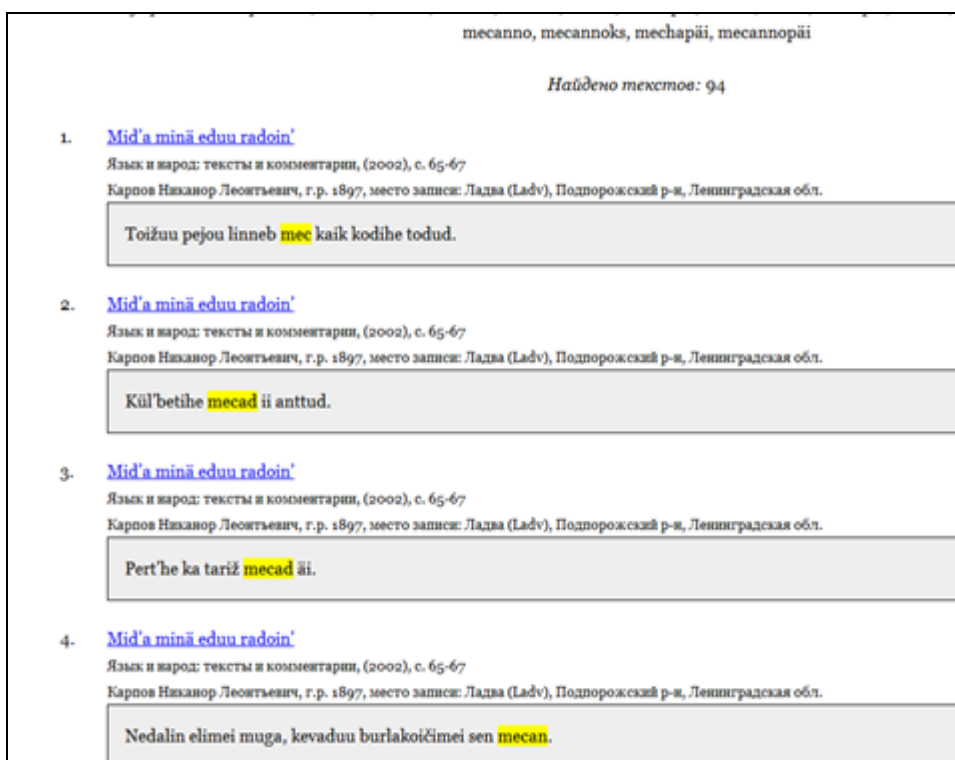 mecanno, mecannoks, mechapäi, mecannopäi
Найдено текстов: 94
1. Mid'a minä eduu radoin'
Язык и народ: тексты и комментарии, (2002), с. 65-67
Карпов Никанор Леонтьевич, г.р. 1897, место записи: Ладва (Ladv), Подпорожский р-н, Ленинградская обл.
Toižuu pejou linneb mec kaik kodihe todud.
2. Mid'a minä eduu radoin'
Язык и народ: тексты и комментарии, (2002), с. 65-67
Карпов Никанор Леонтьевич, г.р. 1897, место записи: Ладва (Ladv), Подпорожский р-н, Ленинградская обл.
Kül'betihe mecad ii anttud.
3. Mid'a minä eduu radoin'
Язык и народ: тексты и комментарии, (2002), с. 65-67
Карпов Никанор Леонтьевич, г.р. 1897, место записи: Ладва (Ladv), Подпорожский р-н, Ленинградская обл.
Pert'he ka tariž mecad äi.
4. Mid'a minä eduu radoin'
Язык и народ: тексты и комментарии, (2002), с. 65-67
Карпов Никанор Леонтьевич, г.р. 1897, место записи: Ладва (Ladv), Подпорожский р-н, Ленинградская обл.
Nedalin elimei muga, kevaduu burlakoičimei sen mecan.